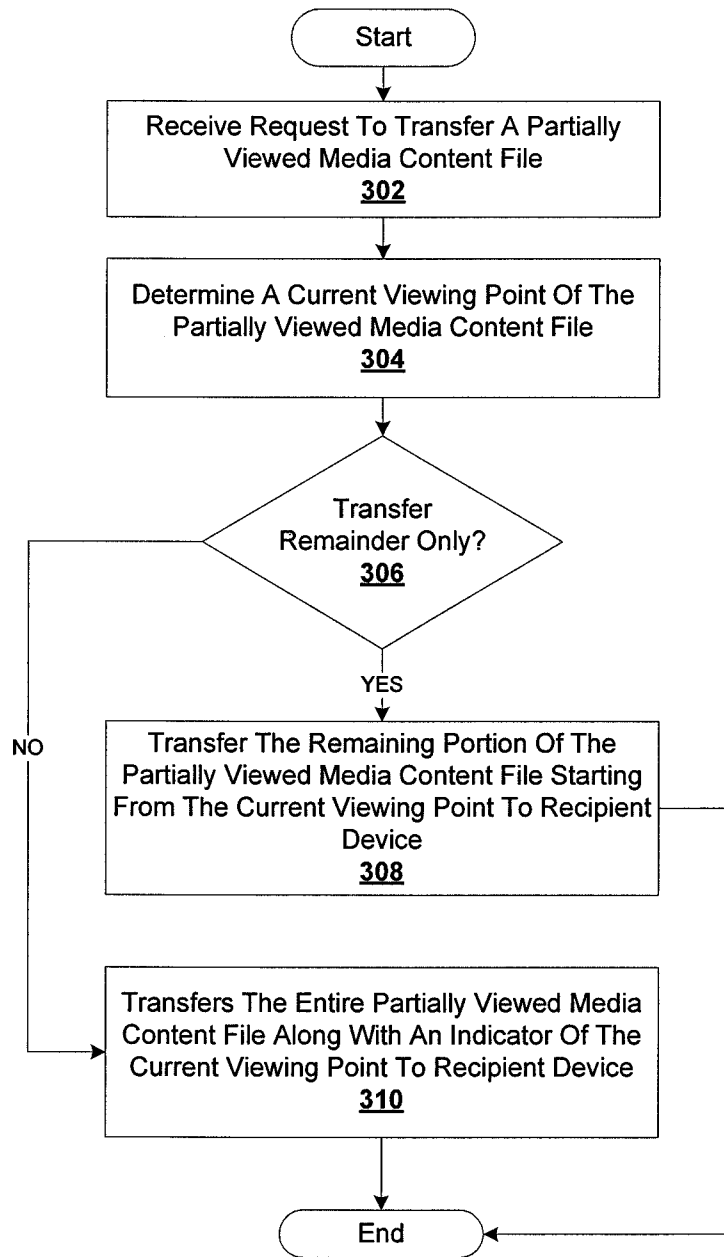 Start
Receive Request To Transfer A Partially
Viewed Media Content File
302
Determine A Current Viewing Point Of The
Partially Viewed Media Content File
304
Transfer
Remainder Only?
306
YES
NO
Transfer The Remaining Portion Of The
Partially Viewed Media Content File Starting
From The Current Viewing Point To Recipient
Device
308
Transfers The Entire Partially Viewed Media
Content File Along With An Indicator Of The
Current Viewing Point To Recipient Device
310
End